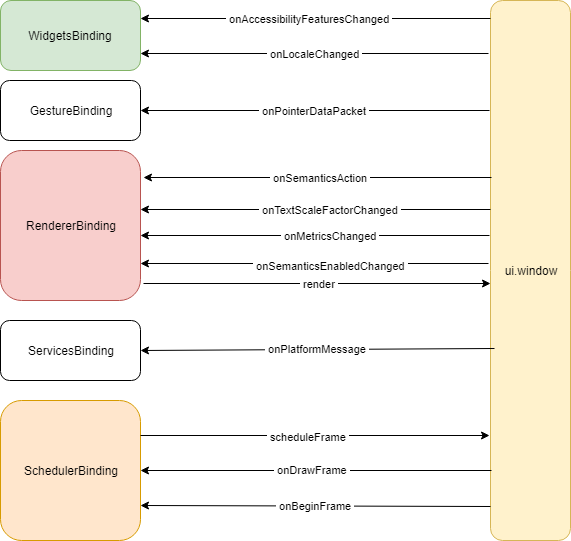 onAccessibilityFeaturesChanged
WidgetsBinding
onLocaleChanged
GestureBinding
onPointerDataPacket
onSemanticsAction
onTextScaleFactorChanged
RendererBinding
onMetricsChanged
onSemanticsEnabledChanged
ui.window
render
ServicesBinding
onPlatformMessage
scheduleFrame
SchedulerBinding
onDrawFrame
onBeginFrame